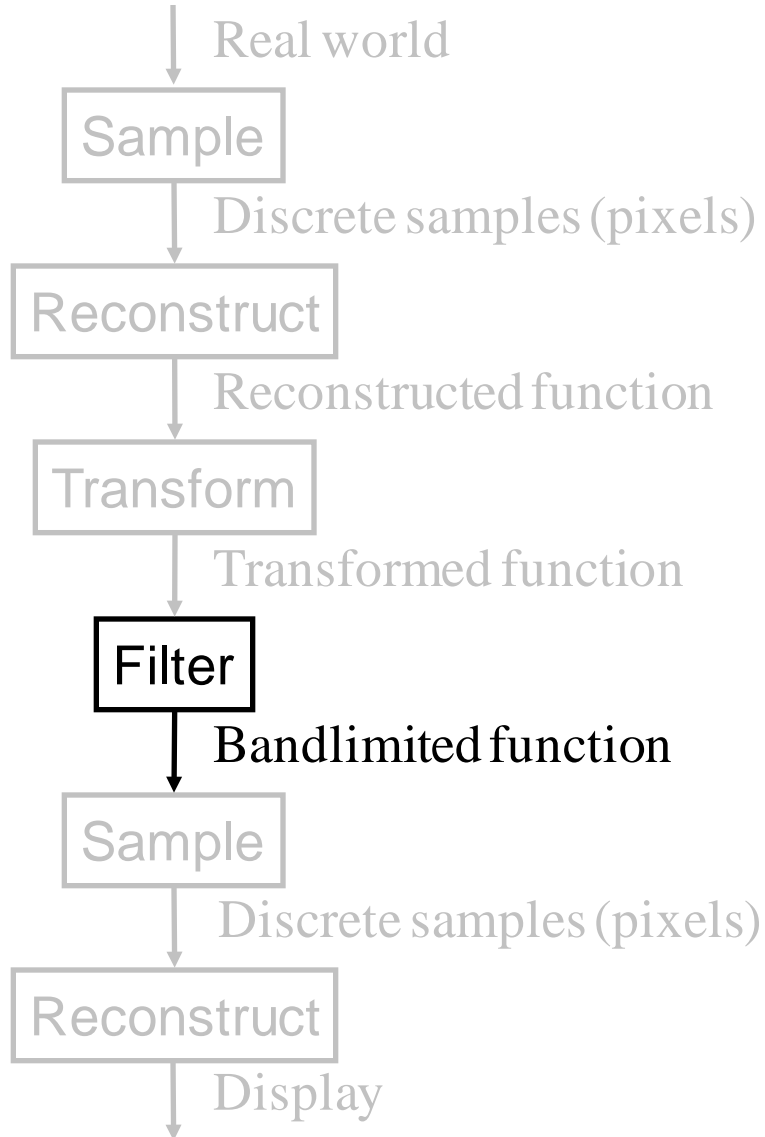 Real world
Sample
Discrete samples (pixels)
Reconstruct
Reconstructed function
Transform
Transformed function
Filter
Bandlimited function
Sample
Discrete samples (pixels)
Reconstruct
Display